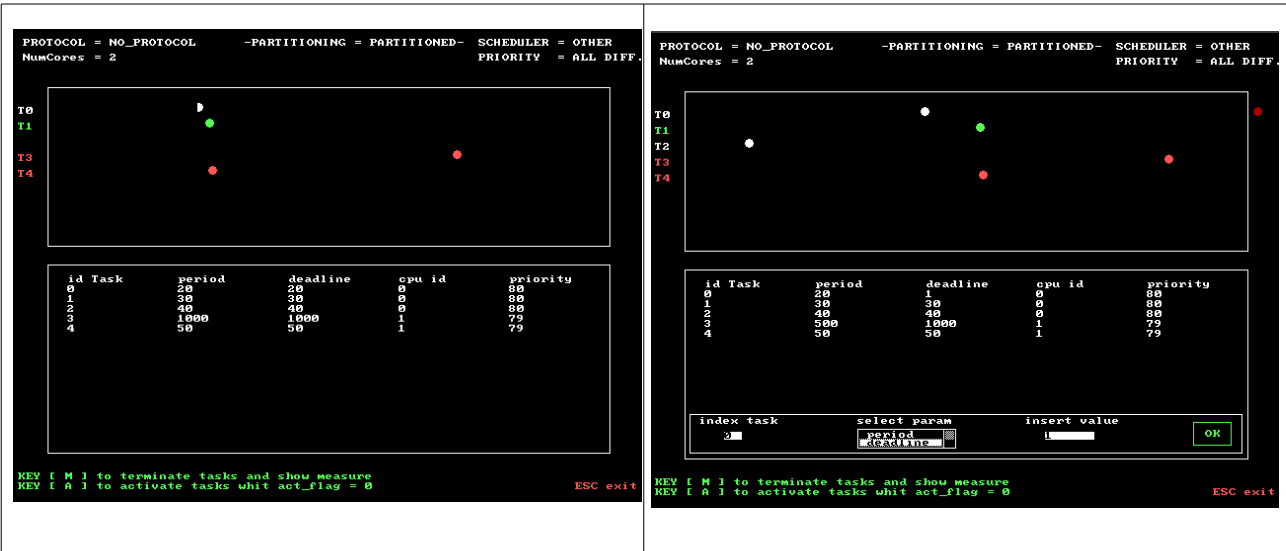 PROTOCOL = NO_PROTOCOL -PARTITIONING = PARTITIONED- SCHEDULER = OTHER
NumCores = 2 PRIORITY = ALL DIFF.
T0
T1
T3
T4
id Task period deadline cpu id priority
0 20 20 0 80
1 30 30 0 80
2 40 40 0 80
3 1000 1000 1 79
4 50 50 1 79
KEY [ M ] to terminate tasks and show measure
KEY [ A ] to activate tasks whit act_flag = 0 ESC exit
PROTOCOL = NO_PROTOCOL -PARTITIONING = PARTITIONED- SCHEDULER = OTHER
NumCores = 2 PRIORITY = ALL DIFF.
T0
T1
T2
T3
T4
id Task period deadline cpu id priority
0 20 1 0 80
1 30 30 0 80
2 40 40 0 80
3 500 1000 1 79
4 50 50 1 79
index task select param insert value
0 period 1 OK
deadline
KEY [ M ] to terminate tasks and show measure
KEY [ A ] to activate tasks whit act_flag = 0 ESC exit